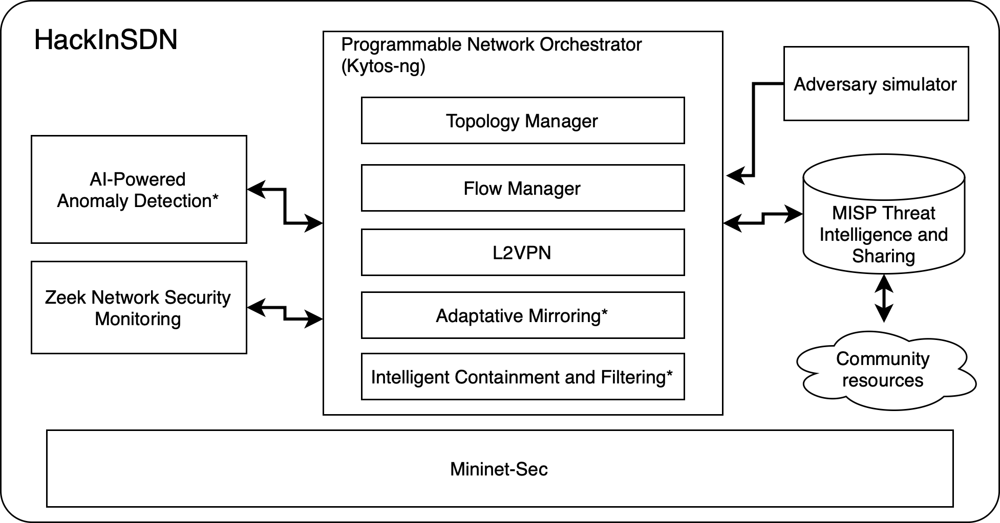 HackInSDN
Programmable Network Orchestrator
(Kytos-ng)
Topology Manager
Flow Manager
L2VPN
Adaptative Mirroring*
Intelligent Containment and Filtering*
AI-Powered
Anomaly Detection*
Zeek Network Security
Monitoring
Adversary simulator
MISP Threat
Intelligence and
Sharing
Community
resources
Mininet-Sec